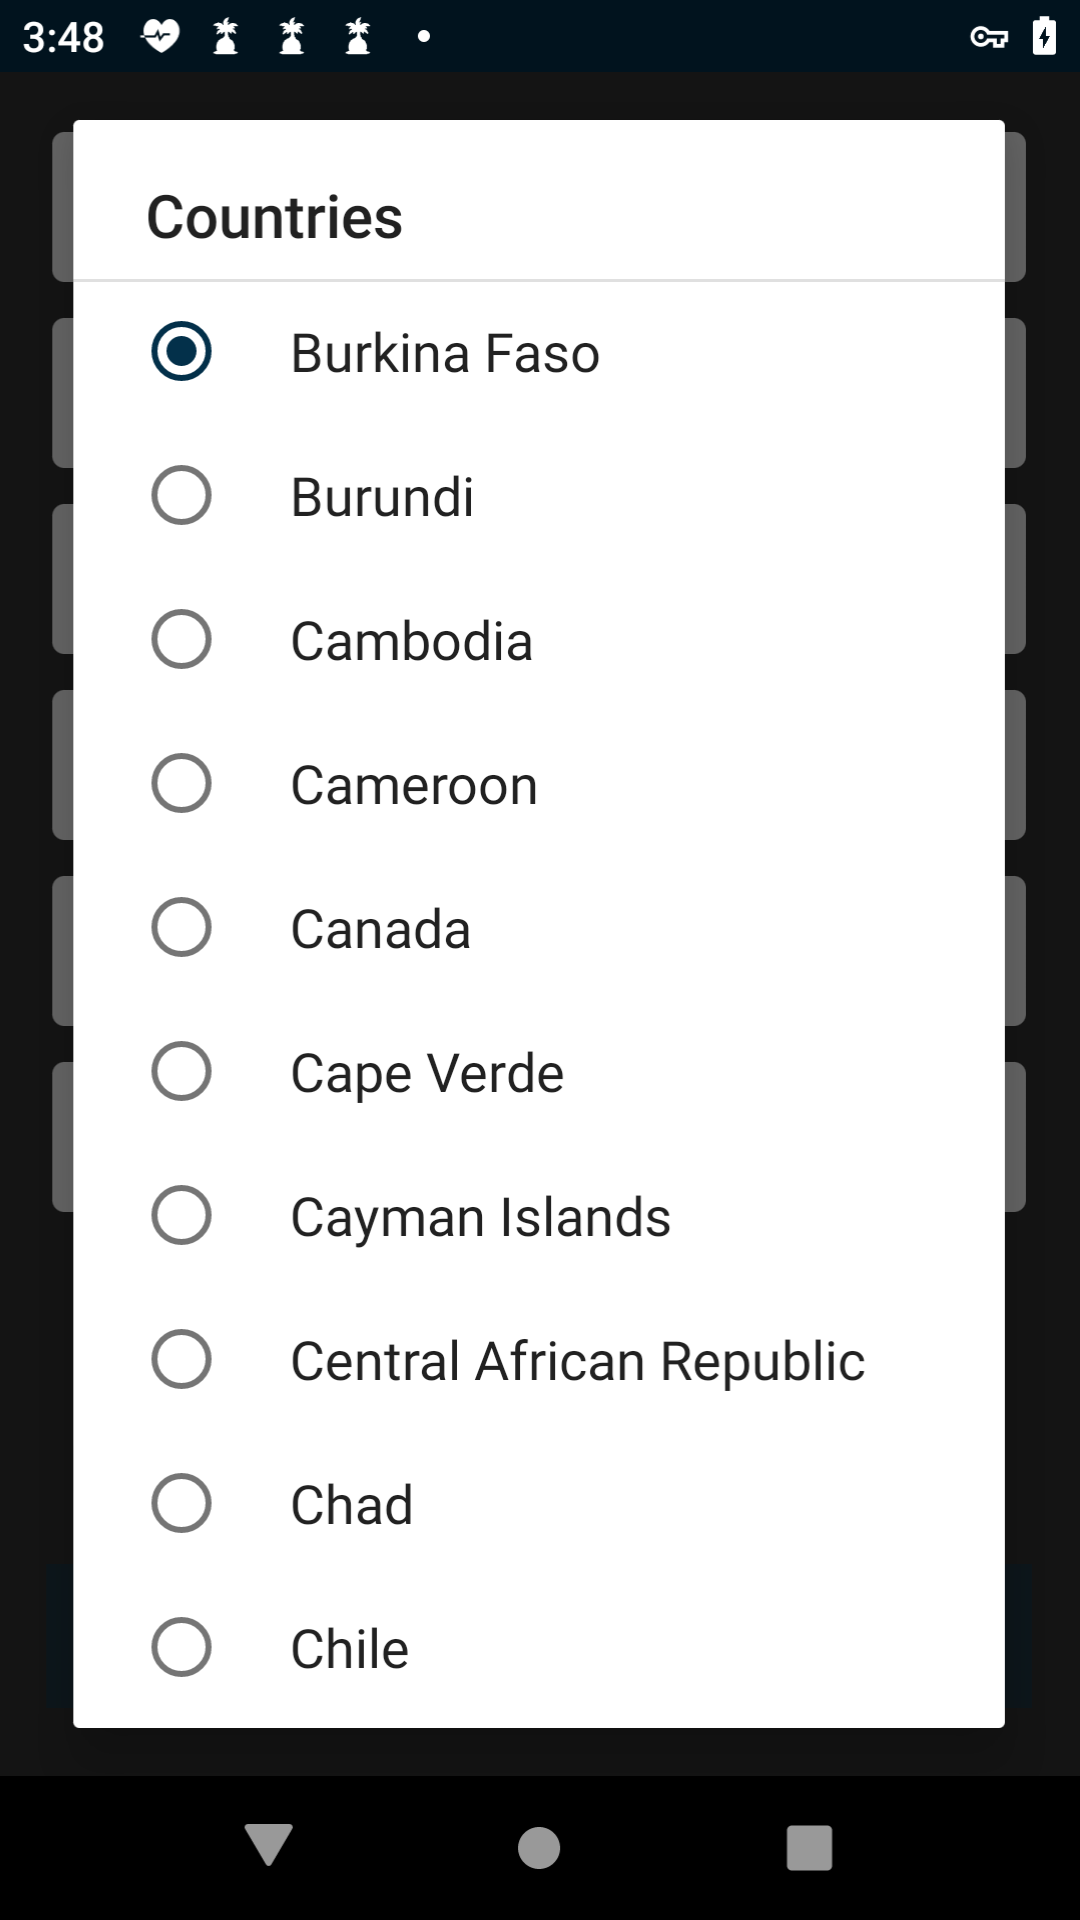 3:48
Countries
Burkina Faso
Burundi
Cambodia
Cameroon
Canada
Cape Verde
Cayman Islands
Central African Republic
Chad
Chile